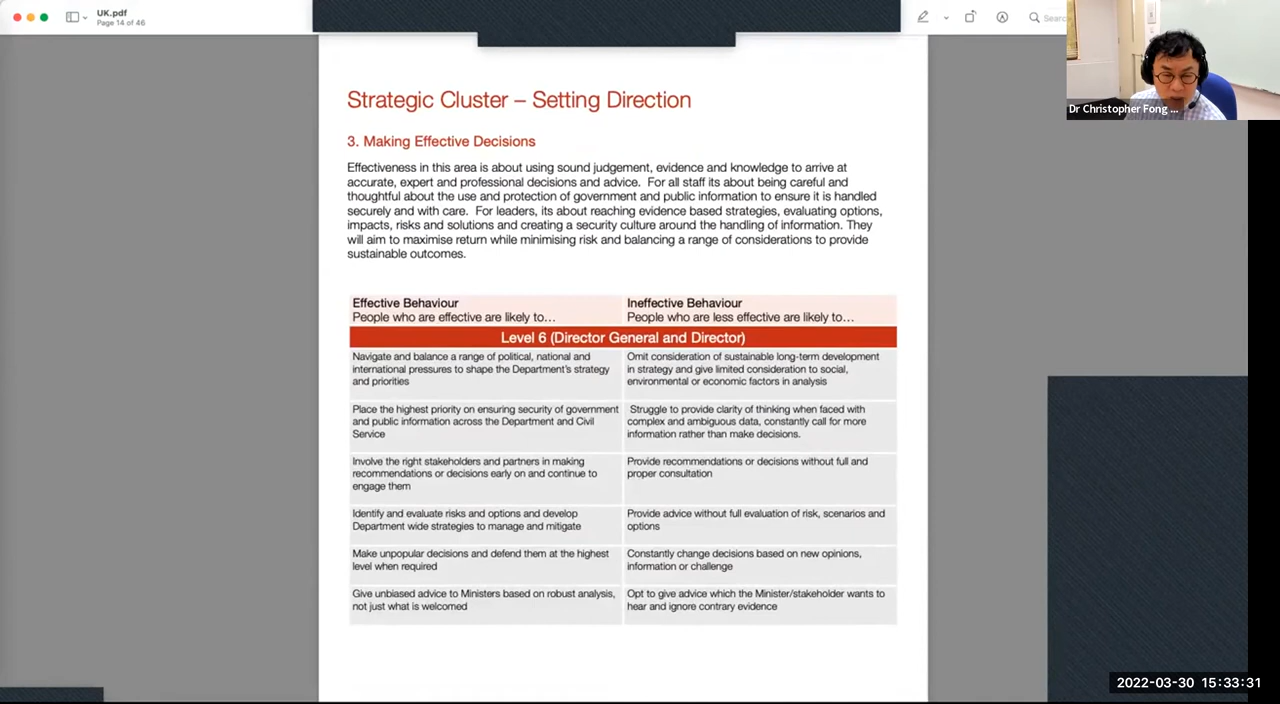 UK.pdf
Page 14 of 46
Sear
Dr Christopher Fong ...
Strategic Cluster – Setting Direction
3. Making Effective Decisions
Effectiveness in this area is about using sound judgement, evidence and knowledge to arrive at
accurate, expert and professional decisions and advice. For all staff its about being careful and
thoughtful about the use and protection of government and public information to ensure it is handled
securely and with care. For leaders, its about reaching evidence based strategies, evaluating options,
impacts, risks and solutions and creating a security culture around the handling of information. They
will aim to maximise return while minimising risk and balancing a range of considerations to provide
sustainable outcomes.
Effective Behaviour
People who are effective are likely to…
Ineffective Behaviour
People who are less effective are likely to…
Level 6 (Director General and Director)
Navigate and balance a range of political, national and
international pressures to shape the Department's strategy
and priorities
Omit consideration of sustainable long-term development
in strategy and give limited consideration to social,
environmental or economic factors in analysis
Place the highest priority on ensuring security of government
and public information across the Department and Civil
Service
Struggle to provide clarity of thinking when faced with
complex and ambiguous data, constantly call for more
information rather than make decisions.
Involve the right stakeholders and partners in making
recommendations or decisions early on and continue to
engage them
Provide recommendations or decisions without full and
proper consultation
Identify and evaluate risks and options and develop
Department wide strategies to manage and mitigate
Provide advice without full evaluation of risk, scenarios and
options
Make unpopular decisions and defend them at the highest
level when required
Constantly change decisions based on new opinions,
information or challenge
Give unbiased advice to Ministers based on robust analysis,
not just what is welcomed
Opt to give advice which the Minister/stakeholder wants to
hear and ignore contrary evidence
2022-03-30 15:33:31